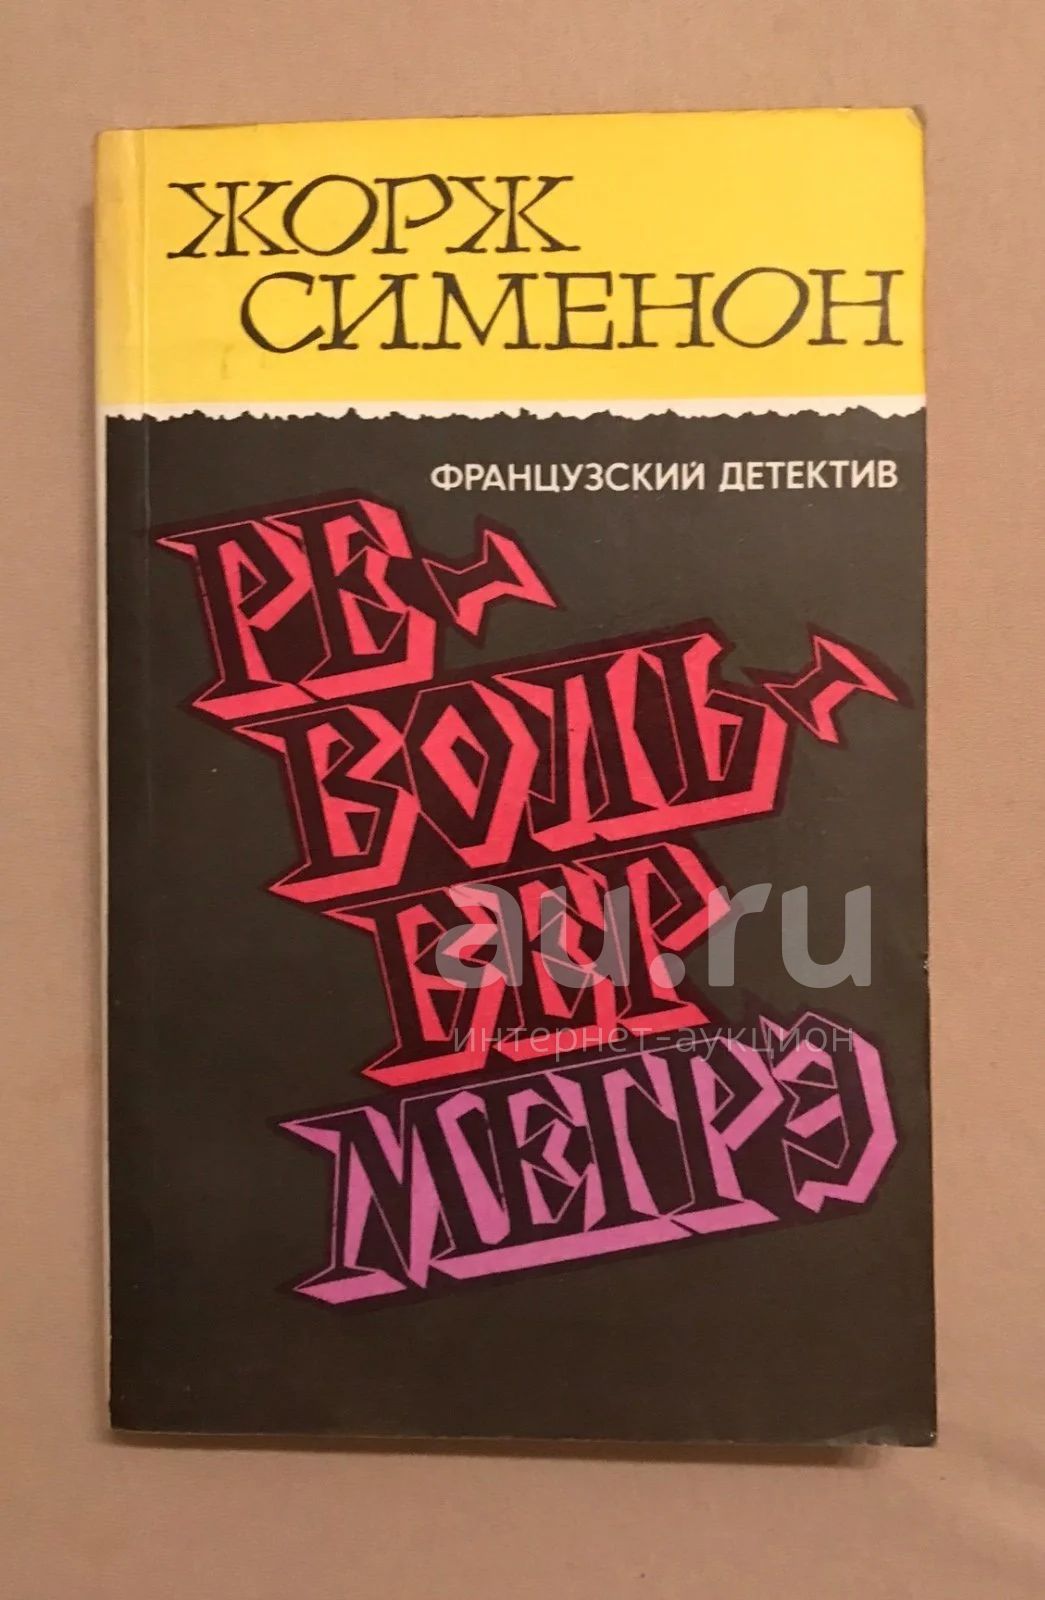 ЖОРЖ
СИМЕНОН
ФРАНЦУЗСКИЙ ДЕТЕКТИВ
РЕ-
ВОЛЬ-
ВЕР
МЕГРЭ
au.ru
интернет-аукцион